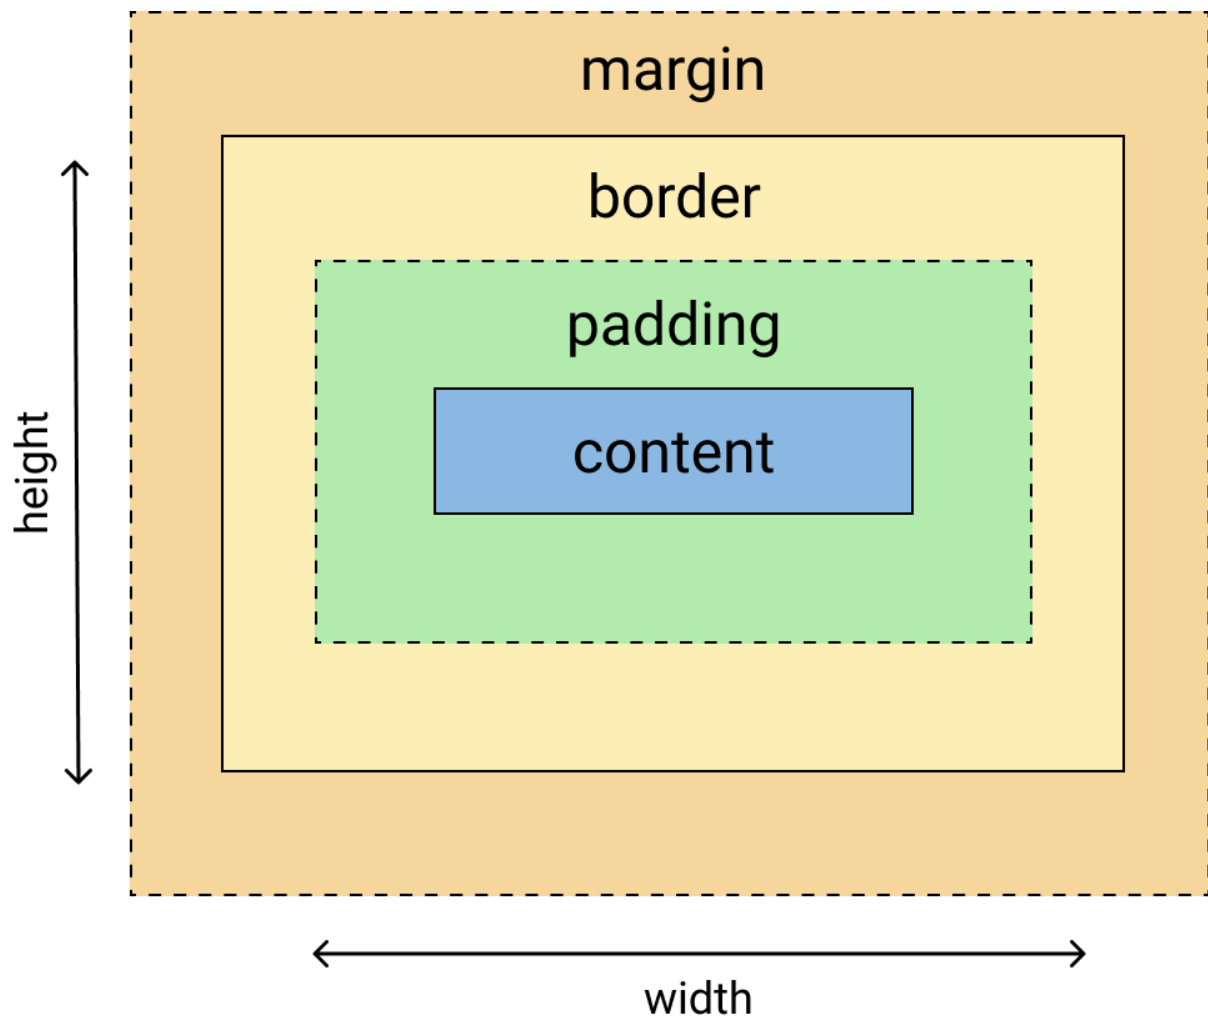 margin
border
padding
content
height
width